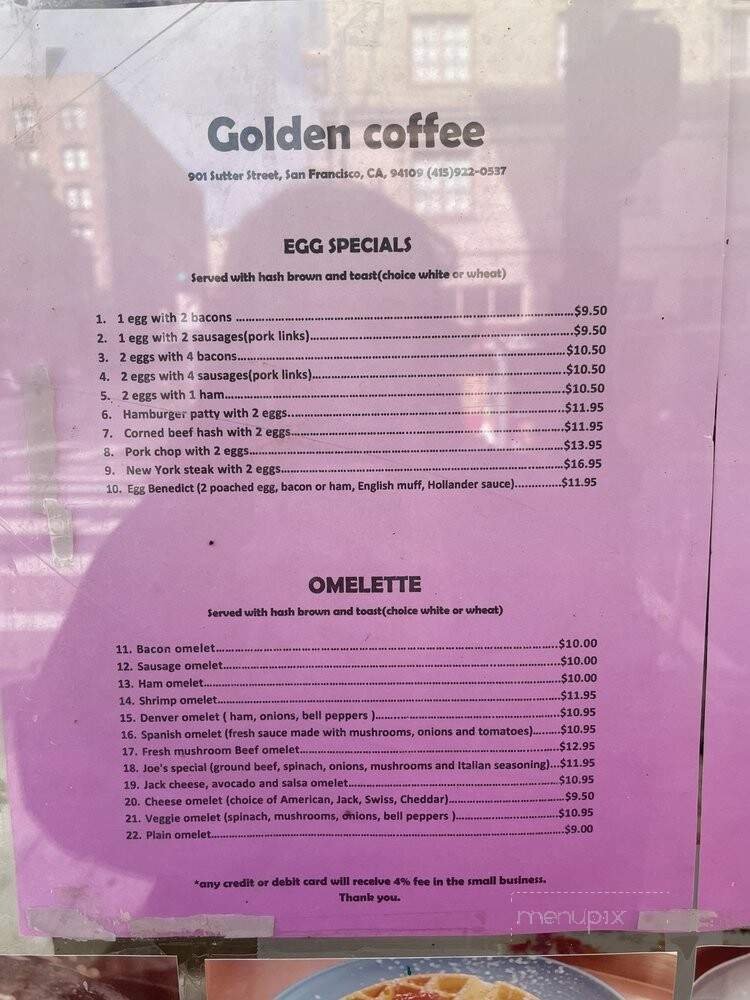 Golden coffee
901 Sutter Street, San Francisco, CA, 94109 (415)922-0537
EGG SPECIALS
Served with hash brown and toast(choice white or wheat)
1. 1 egg with 2 bacons ...........$9.50
2. 1 egg with 2 sausages(pork links)...........$9.50
3. 2 eggs with 4 bacons...........$10.50
4. 2 eggs with 4 sausages(pork links)...........$10.50
5. 2 eggs with 1 ham...........$10.50
6. Hamburger patty with 2 eggs...........$11.95
7. Corned beef hash with 2 eggs...........$11.95
8. Pork chop with 2 eggs...........$13.95
9. New York steak with 2 eggs...........$16.95
10. Egg Benedict (2 poached egg, bacon or ham, English muff, Hollander sauce)...........$11.95
OMELETTE
Served with hash brown and toast(choice white or wheat)
11. Bacon omelet...........$10.00
12. Sausage omelet...........$10.00
13. Ham omelet...........$10.00
14. Shrimp omelet...........$11.95
15. Denver omelet ( ham, onions, bell peppers )...........$10.95
16. Spanish omelet (fresh sauce made with mushrooms, onions and tomatoes)...........$10.95
17. Fresh mushroom Beef omelet...........$12.95
18. Joe's special (ground beef, spinach, onions, mushrooms and Italian seasoning)...$11.95
19. Jack cheese, avocado and salsa omelet...........$10.95
20. Cheese omelet (choice of American, Jack, Swiss, Cheddar)...........$9.50
21. Veggie omelet (spinach, mushrooms, onions, bell peppers )...........$10.95
22. Plain omelet...........$9.00
*any credit or debit card will receive 4% fee in the small business.
Thank you.
menupix